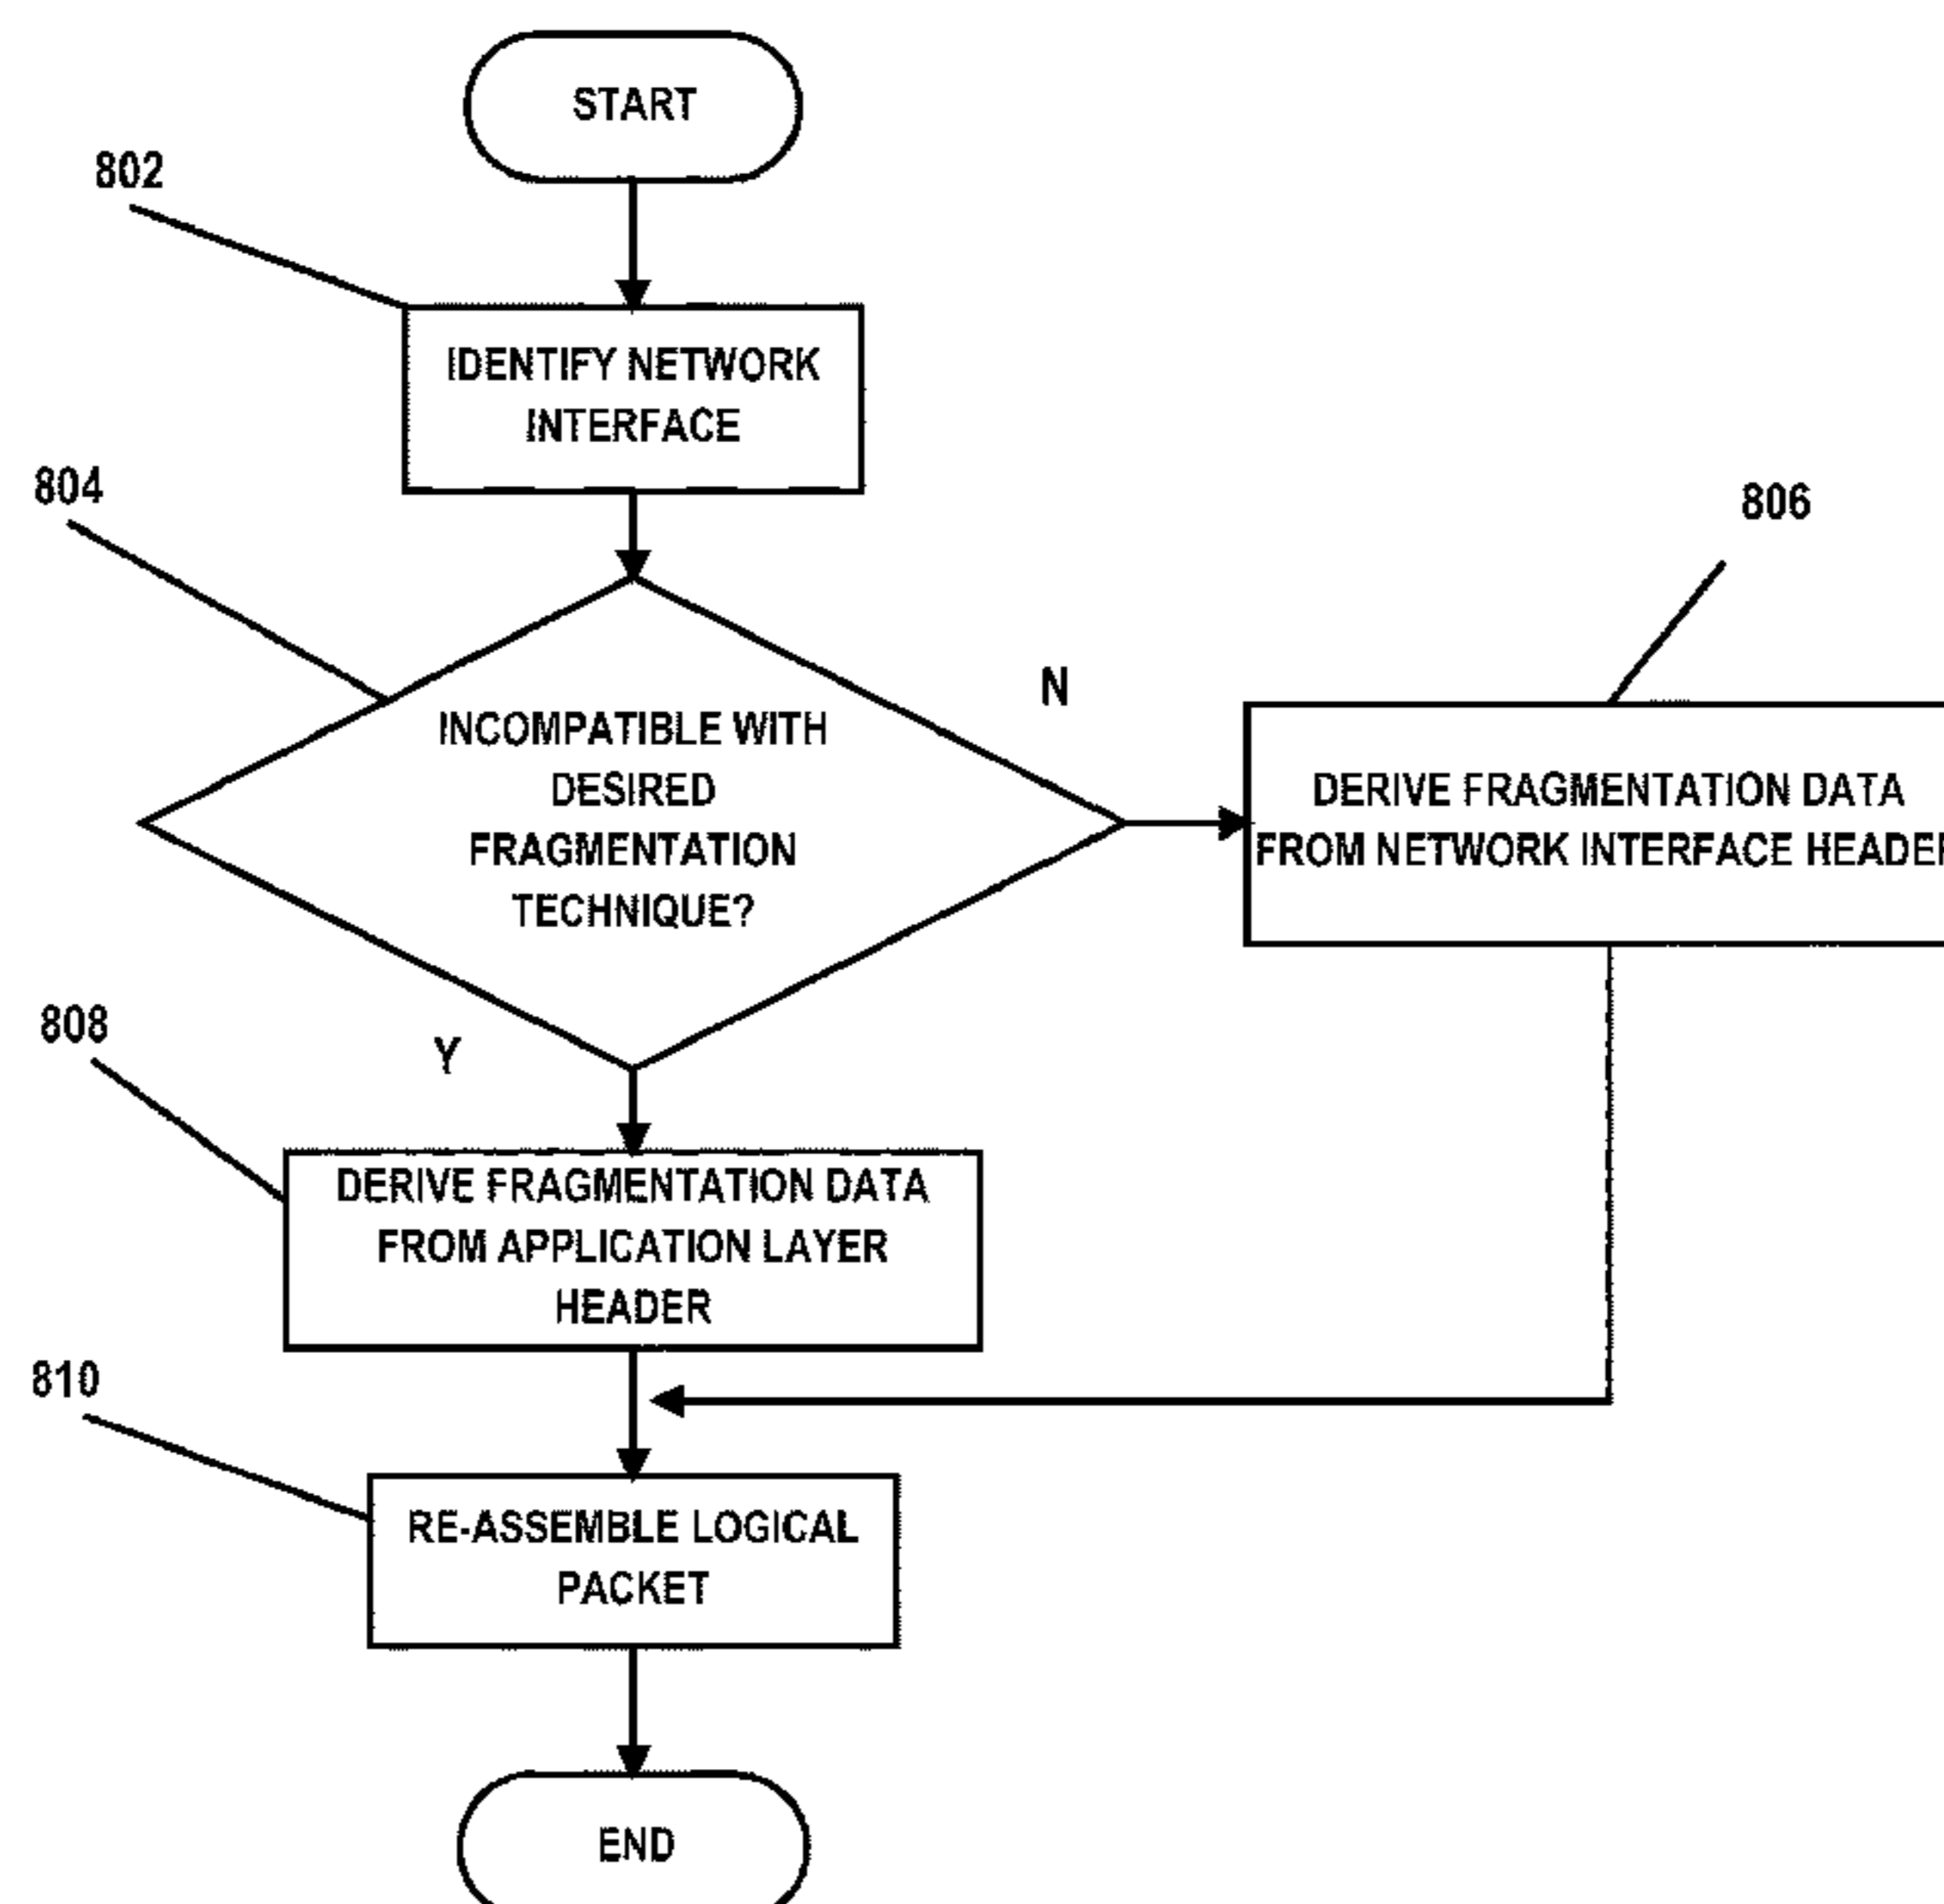 START
802
IDENTIFY NETWORK
INTERFACE
804
806
N
INCOMPATIBLE WITH
DESIRED
FRAGMENTATION
TECHNIQUE?
DERIVE FRAGMENTATION DATA
FROM NETWORK INTERFACE HEADER
808
Y
DERIVE FRAGMENTATION DATA
FROM APPLICATION LAYER
HEADER
810
RE-ASSEMBLE LOGICAL
PACKET
END